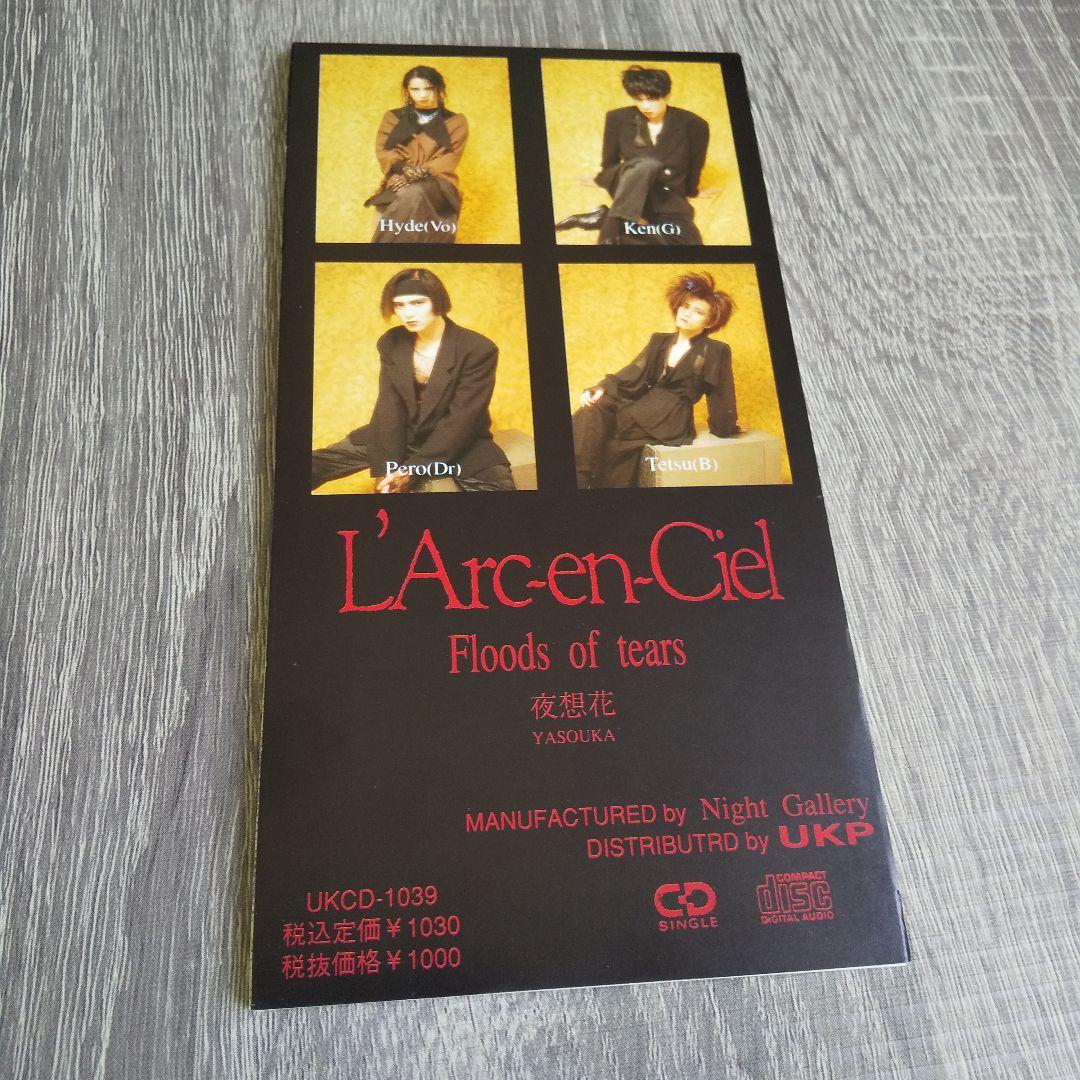 Hyde(Vo)
Ken(G)
Pero(Dr)
Tetsu(B)
L'Arc-en-Ciel
Floods of tears
夜想花
YASOUKA
MANUFACTURED by Night Gallery
DISTRIBUTRD by UKP
UKCD-1039
税込定価￥1030
税抜価格￥1000
CD
SINGLE
COMPACT
disc
DIGITAL AUDIO